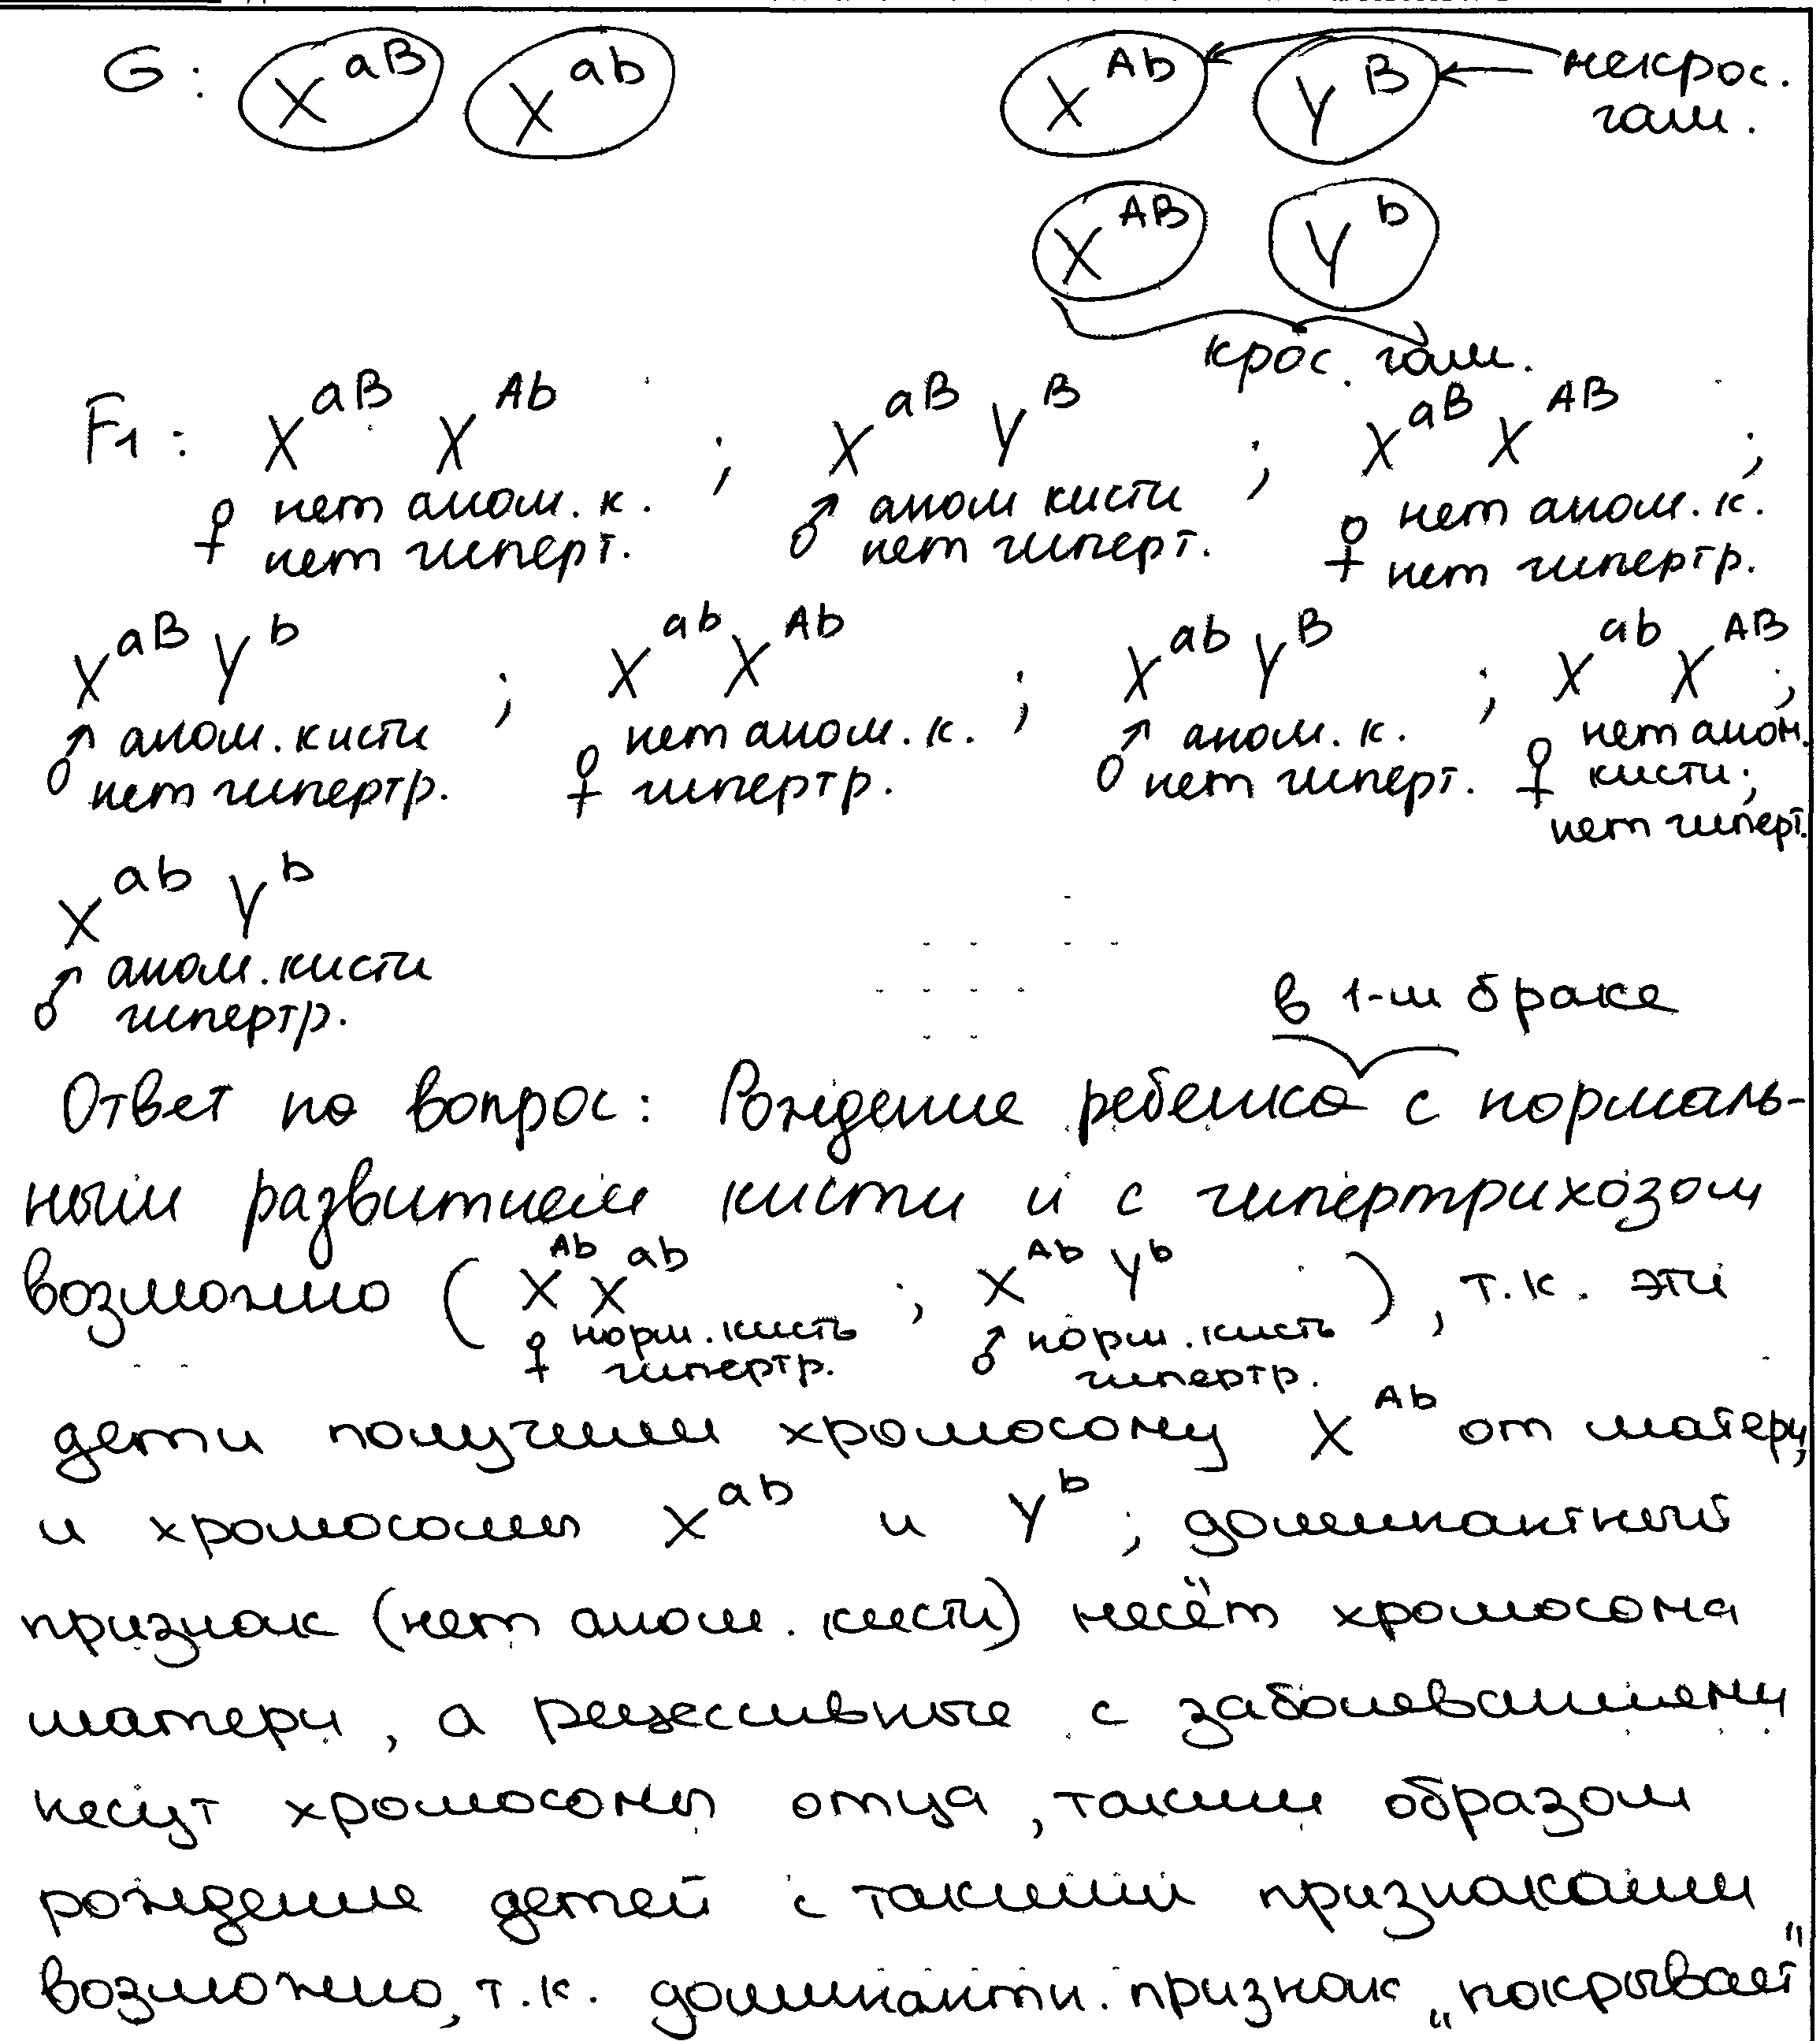 G: X^aB X^ab X^Ab Y^B некрос. гам.
X^AB Y^b
крос. гам.
F1: X^aB X^Ab ; X^aB Y^B ; X^aB X^AB ;
♀ нет аном. к. ♂ аном кисти ♀ нет аном. к.
нет гиперт. нет гиперт. нет гипертр.
X^aB Y^b ; X^ab X^Ab ; X^ab Y^B ; X^ab X^AB ;
♂ аном. кисти ♀ нет аном. к. ♂ аном. к. ♀ нет аном. кисти;
нет гипертр. гипертр. нет гиперт. нет гиперт.
X^ab Y^b
♂ аном. кисти
гипертр.
в 1-м браке
Ответ на вопрос: Рождение ребенка с нормаль-
ным развитием кисти и с гипертрихозом
возможно ( X^Ab X^ab ; X^Ab Y^b ), т.к. эти
♀ норм. кисть ♂ норм. кисть
гипертр. гипертр.
дети получили хромосому X^Ab от матери,
и хромосомы X^ab и Y^b ; доминантный
признак (нет аном. кисти) несёт хромосома
матери, а рецессивные с заболеваниями
несут хромосомы отца, таким образом
рождение детей с такими признаками
возможно, т.к. доминантн. признак „покрывает"